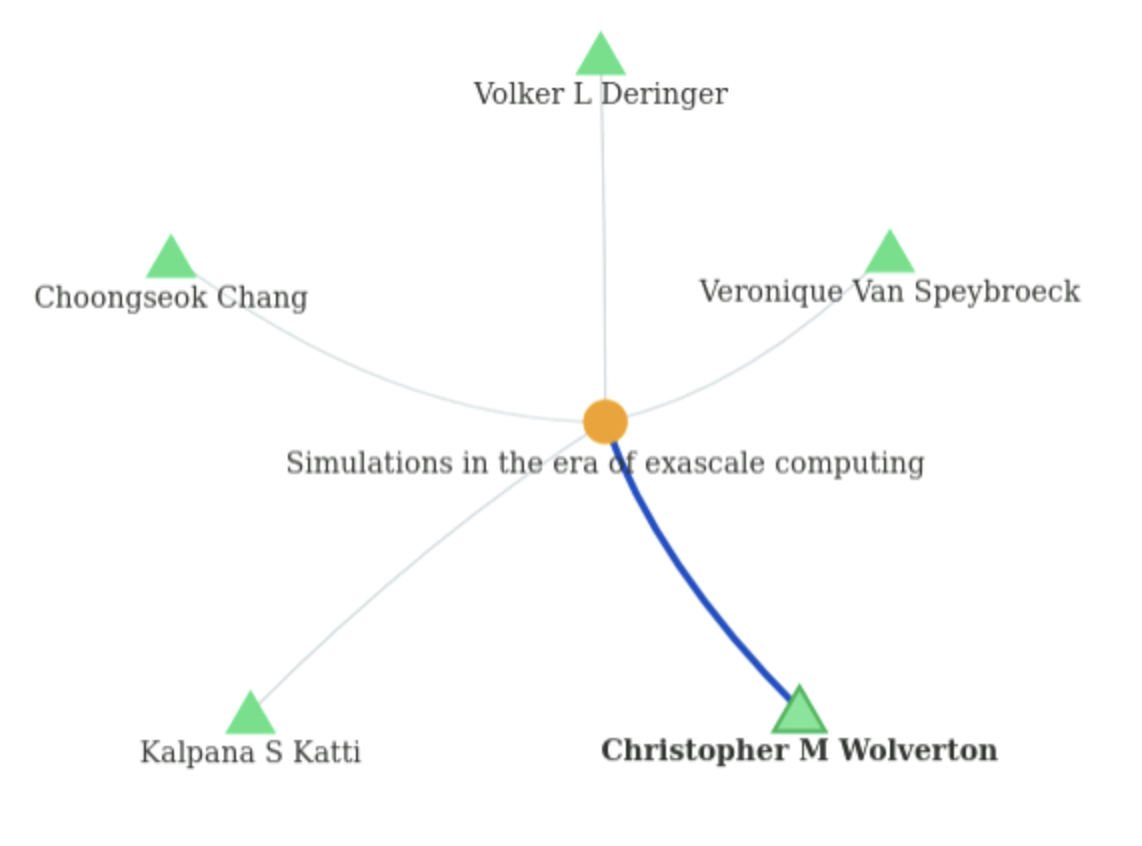 Volker L Deringer
Choongseok Chang
Veronique Van Speybroeck
Simulations in the era of exascale computing
Kalpana S Katti
Christopher M Wolverton